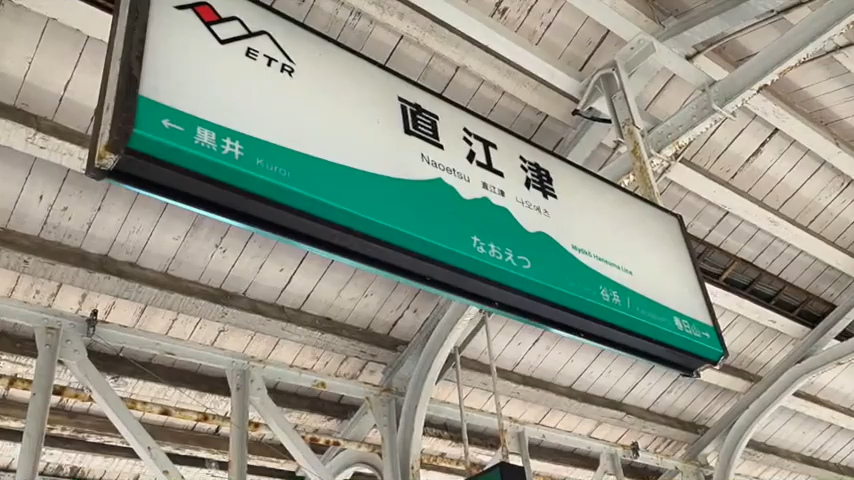 ETR
直江津
Naoetsu 直江津 나오에츠
← 黒井 Kuroi
なおえつ
Myōkō Haneuma Line
谷浜
春日山 →